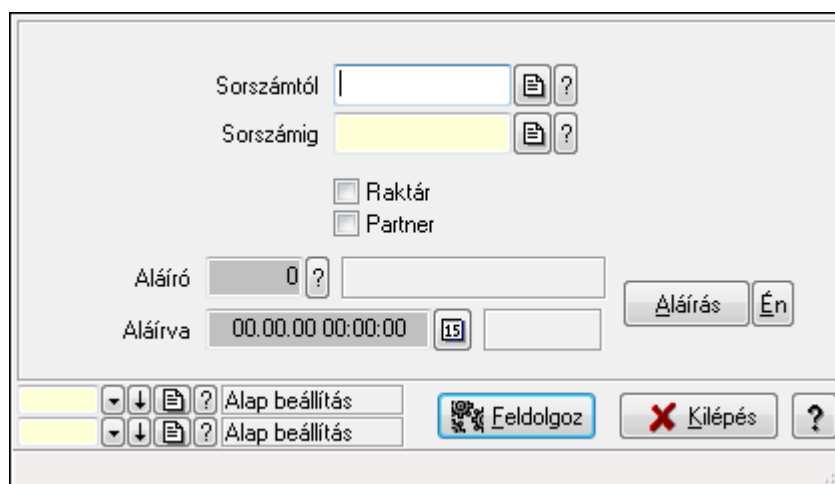 Sorszámtól ?
Sorszámig ?
Raktár
Partner
Aláíró 0 ?
Aláírás Én
Aláírva 00.00.00 00:00:00 15
? Alap beállítás
? Alap beállítás
Feldolgoz Kilépés ?